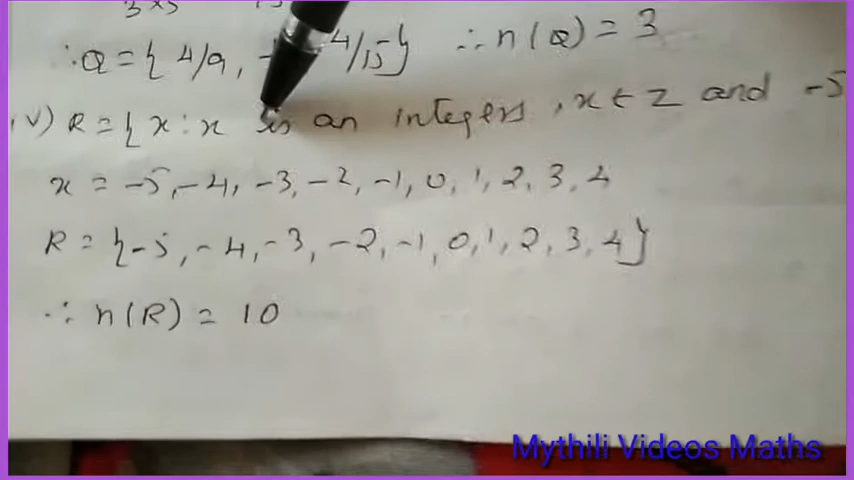 ∴ Q = { 4/9, 4/15} ∴ n(Q) = 3
iv) R = { x : x is an integers, x ∈ Z and -5
x = -5, -4, -3, -2, -1, 0, 1, 2, 3, 4
R = {-5, -4, -3, -2, -1, 0, 1, 2, 3, 4}
∴ n(R) = 10
Mythili Videos Maths